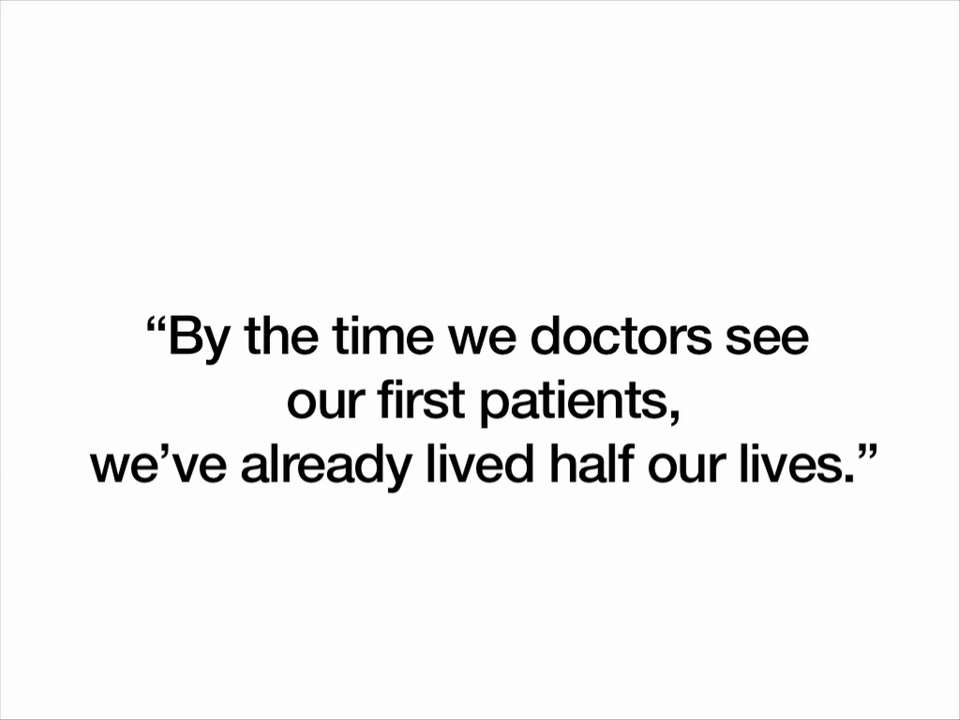 “By the time we doctors see
our first patients,
we’ve already lived half our lives.”